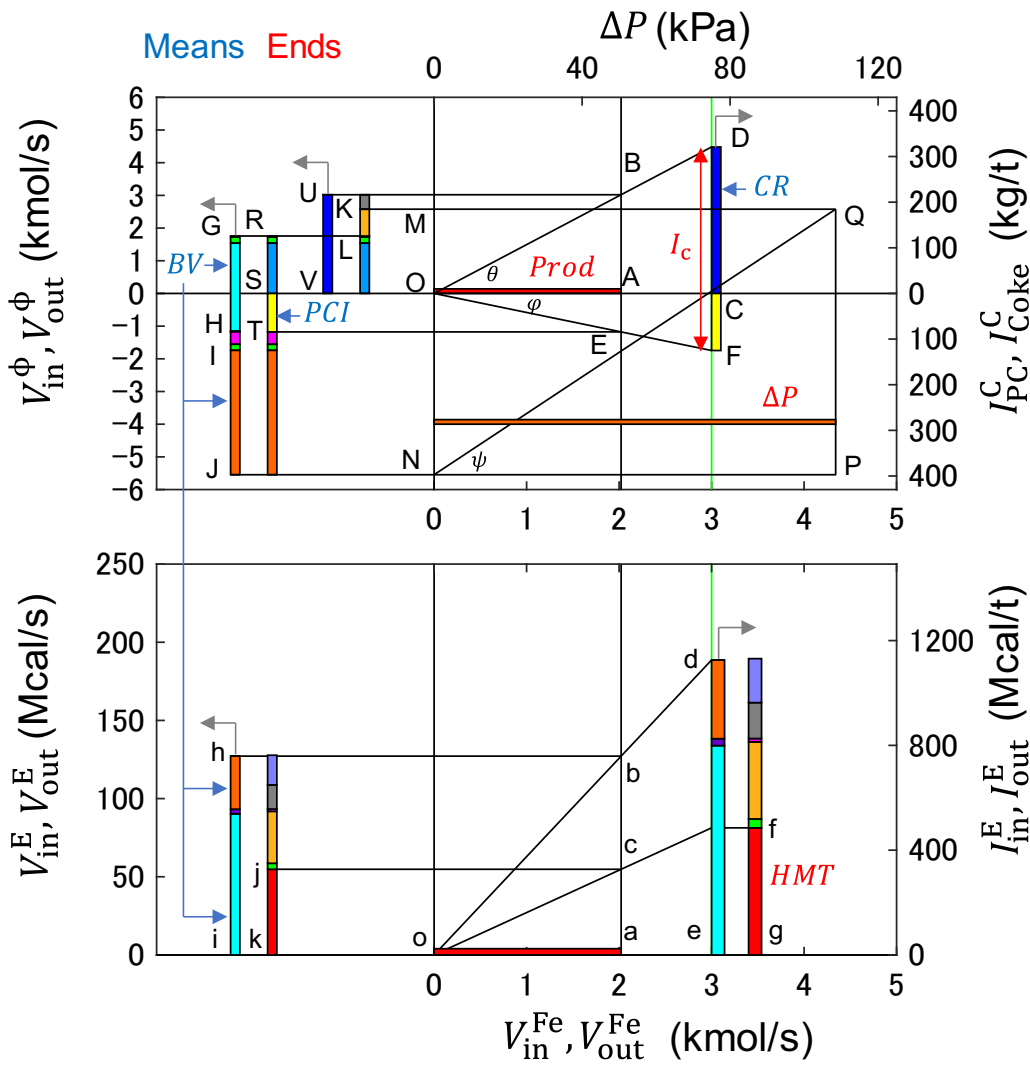 ΔP (kPa)
Means Ends
0 40 80 120
6
5
4
3
2
1
0
−1
−2
−3
−4
−5
−6
V_in^ϕ, V_out^ϕ (kmol/s)
400
300
200
100
0
100
200
300
400
I_PC^C, I_Coke^C (kg/t)
B D
U
G R K M Q
CR
BV S V L O θ Prod A I_c
H T PCI φ E C
I F
ΔP
J N ψ P
0 1 2 3 4 5
250
200
150
100
50
0
V_in^E, V_out^E (Mcal/s)
1200
800
400
0
I_in^E, I_out^E (Mcal/t)
d
h b
j c f
HMT
i k o a e g
0 1 2 3 4 5
V_in^Fe, V_out^Fe (kmol/s)